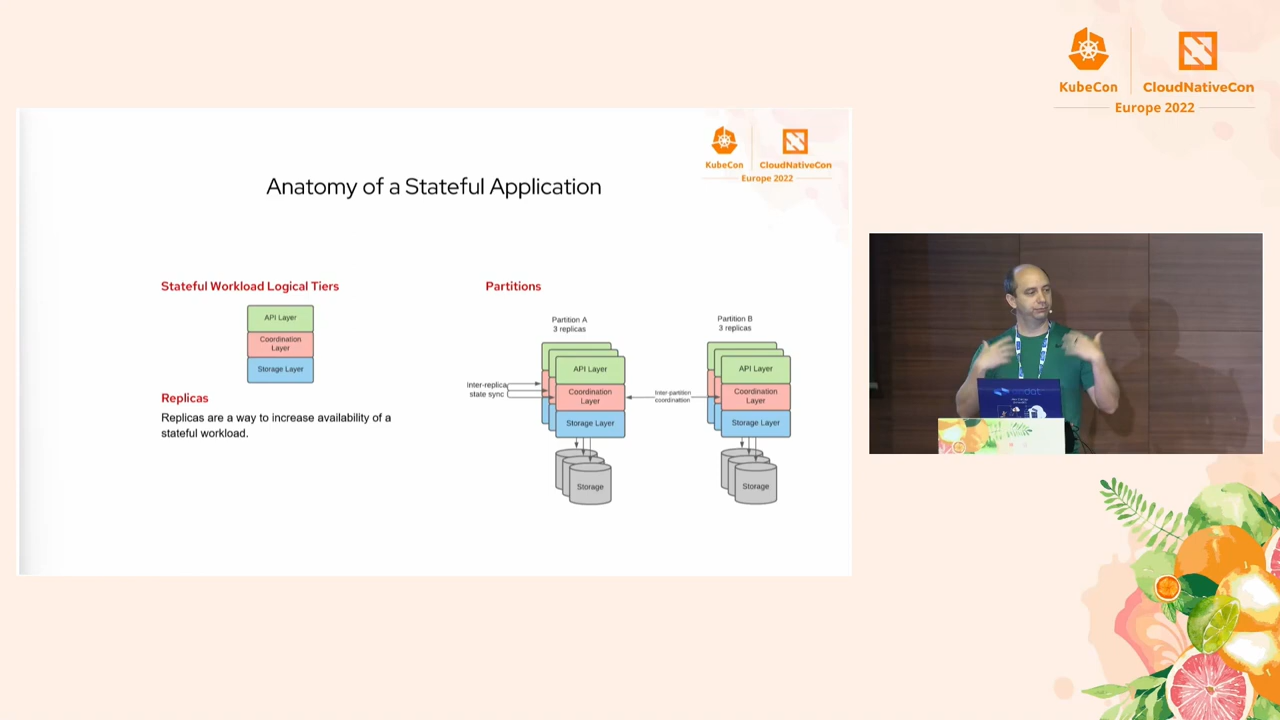 KubeCon
CloudNativeCon
Europe 2022
KubeCon
CloudNativeCon
Europe 2022
Anatomy of a Stateful Application
Stateful Workload Logical Tiers
API Layer
Coordination
Layer
Storage Layer
Replicas
Replicas are a way to increase availability of a
stateful workload.
Partitions
Partition A
3 replicas
Partition B
3 replicas
Inter-replica
state sync
API Layer
Coordination
Layer
Storage Layer
Storage
Inter-partition
coordination
API Layer
Coordination
Layer
Storage Layer
Storage